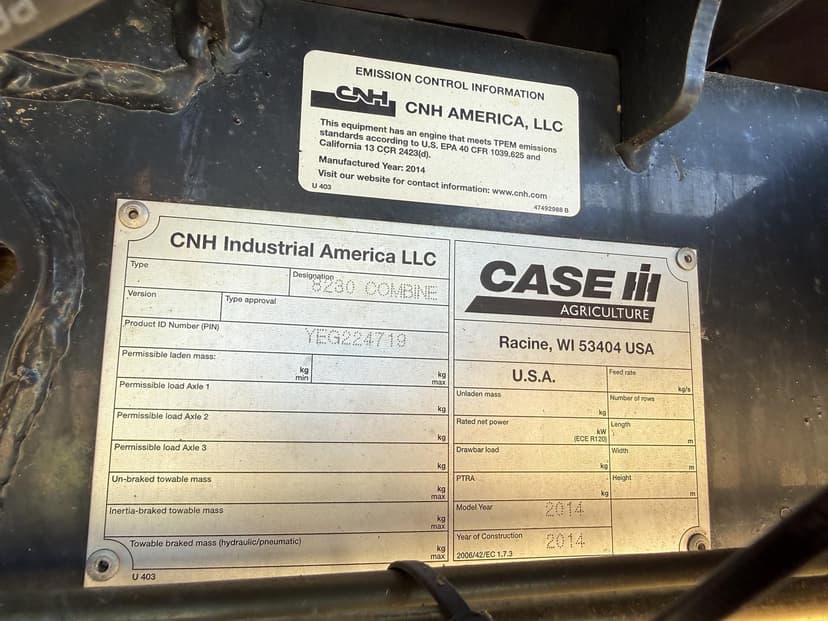 EMISSION CONTROL INFORMATION
CNH CNH AMERICA, LLC
This equipment has an engine that meets TPEM emissions
standards according to U.S. EPA 40 CFR 1039.625 and
California 13 CCR 2423(d).
Manufactured Year: 2014
Visit our website for contact information: www.cnh.com
U 403
47492988 B
CNH Industrial America LLC
Type
Designation
8230 COMBINE
Version
Type approval
Product ID Number (PIN)
YEG224719
Permissible laden mass:
kg
min
kg
max
Permissible load Axle 1
kg
Permissible load Axle 2
kg
Permissible load Axle 3
kg
Un-braked towable mass
kg
max
Inertia-braked towable mass
kg
max
Towable braked mass (hydraulic/pneumatic)
kg
max
U 403
CASE IH
AGRICULTURE
Racine, WI 53404 USA
U.S.A.
Feed rate
kg/s
Unladen mass
kg
Number of rows
Rated net power
kW
(ECE R120)
Length
m
Drawbar load
kg
Width
m
PTRA
kg
Height
m
Model Year
2014
Year of Construction
2014
2006/42/EC 1.7.3